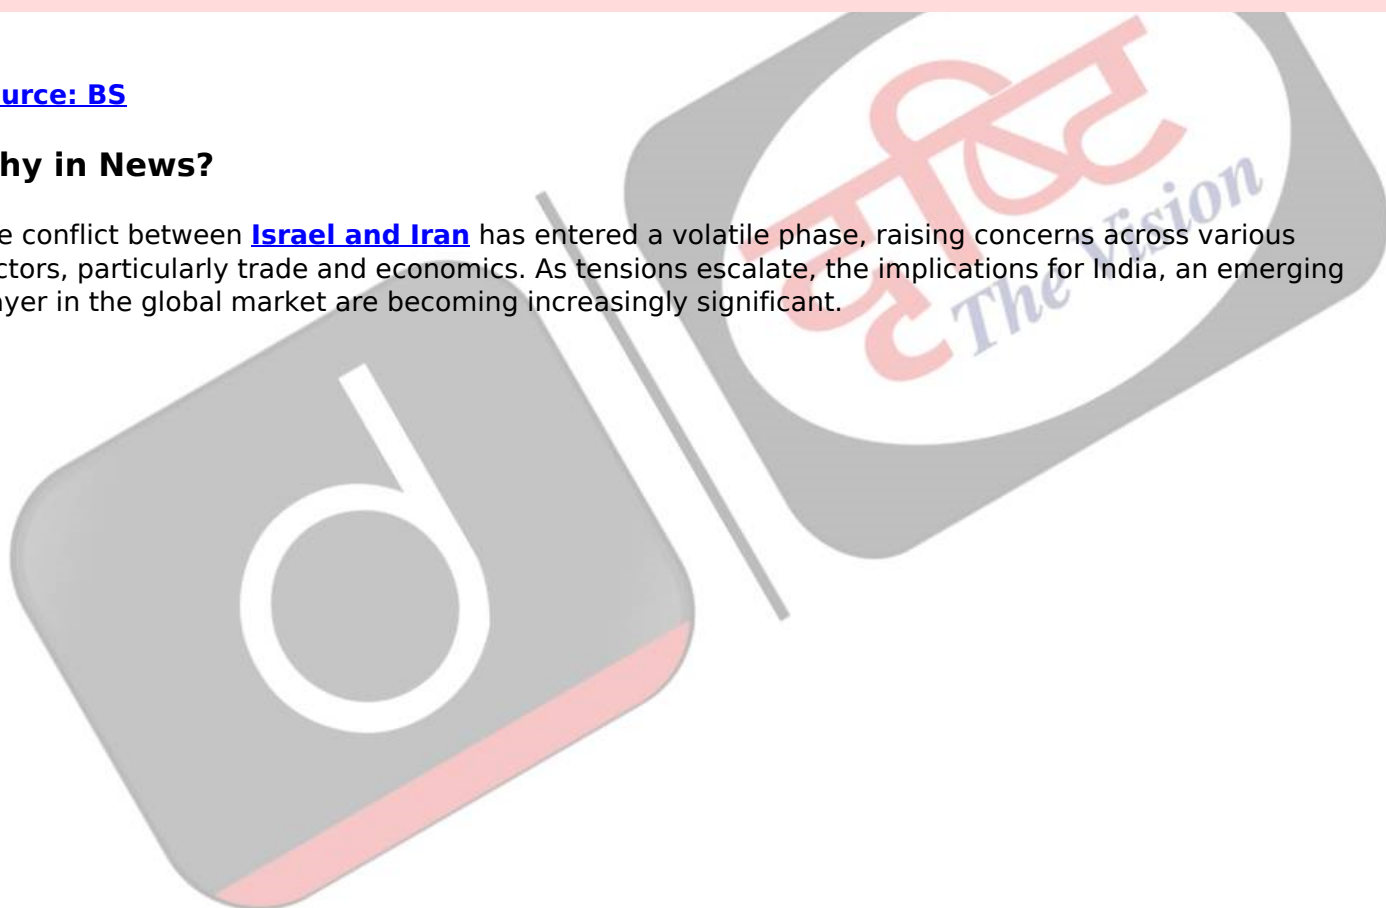 urce: BS
hy in News?
e conflict between Israel and Iran has entered a volatile phase, raising concerns across various
ctors, particularly trade and economics. As tensions escalate, the implications for India, an emerging
ayer in the global market are becoming increasingly significant.
दृष्टि
The Vision
d